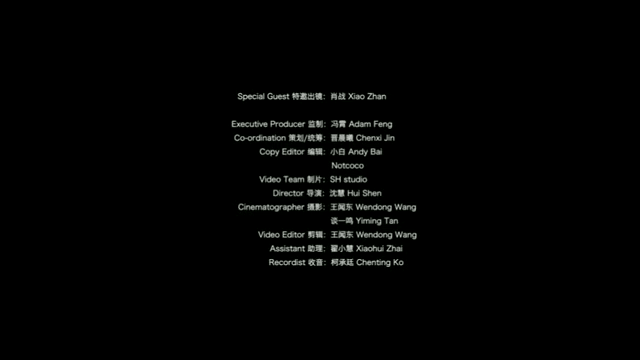 Special Guest 特邀出镜：肖战 Xiao Zhan
Executive Producer 监制：冯霄 Adam Feng
Co-ordination 策划/统筹：晋晨曦 Chenxi Jin
Copy Editor 编辑：小白 Andy Bai
Notcoco
Video Team 制片：SH studio
Director 导演：沈慧 Hui Shen
Cinematographer 摄影：王闻东 Wendong Wang
谈一鸣 Yiming Tan
Video Editor 剪辑：王闻东 Wendong Wang
Assistant 助理：翟小慧 Xiaohui Zhai
Recordist 收音：柯承廷 Chenting Ko